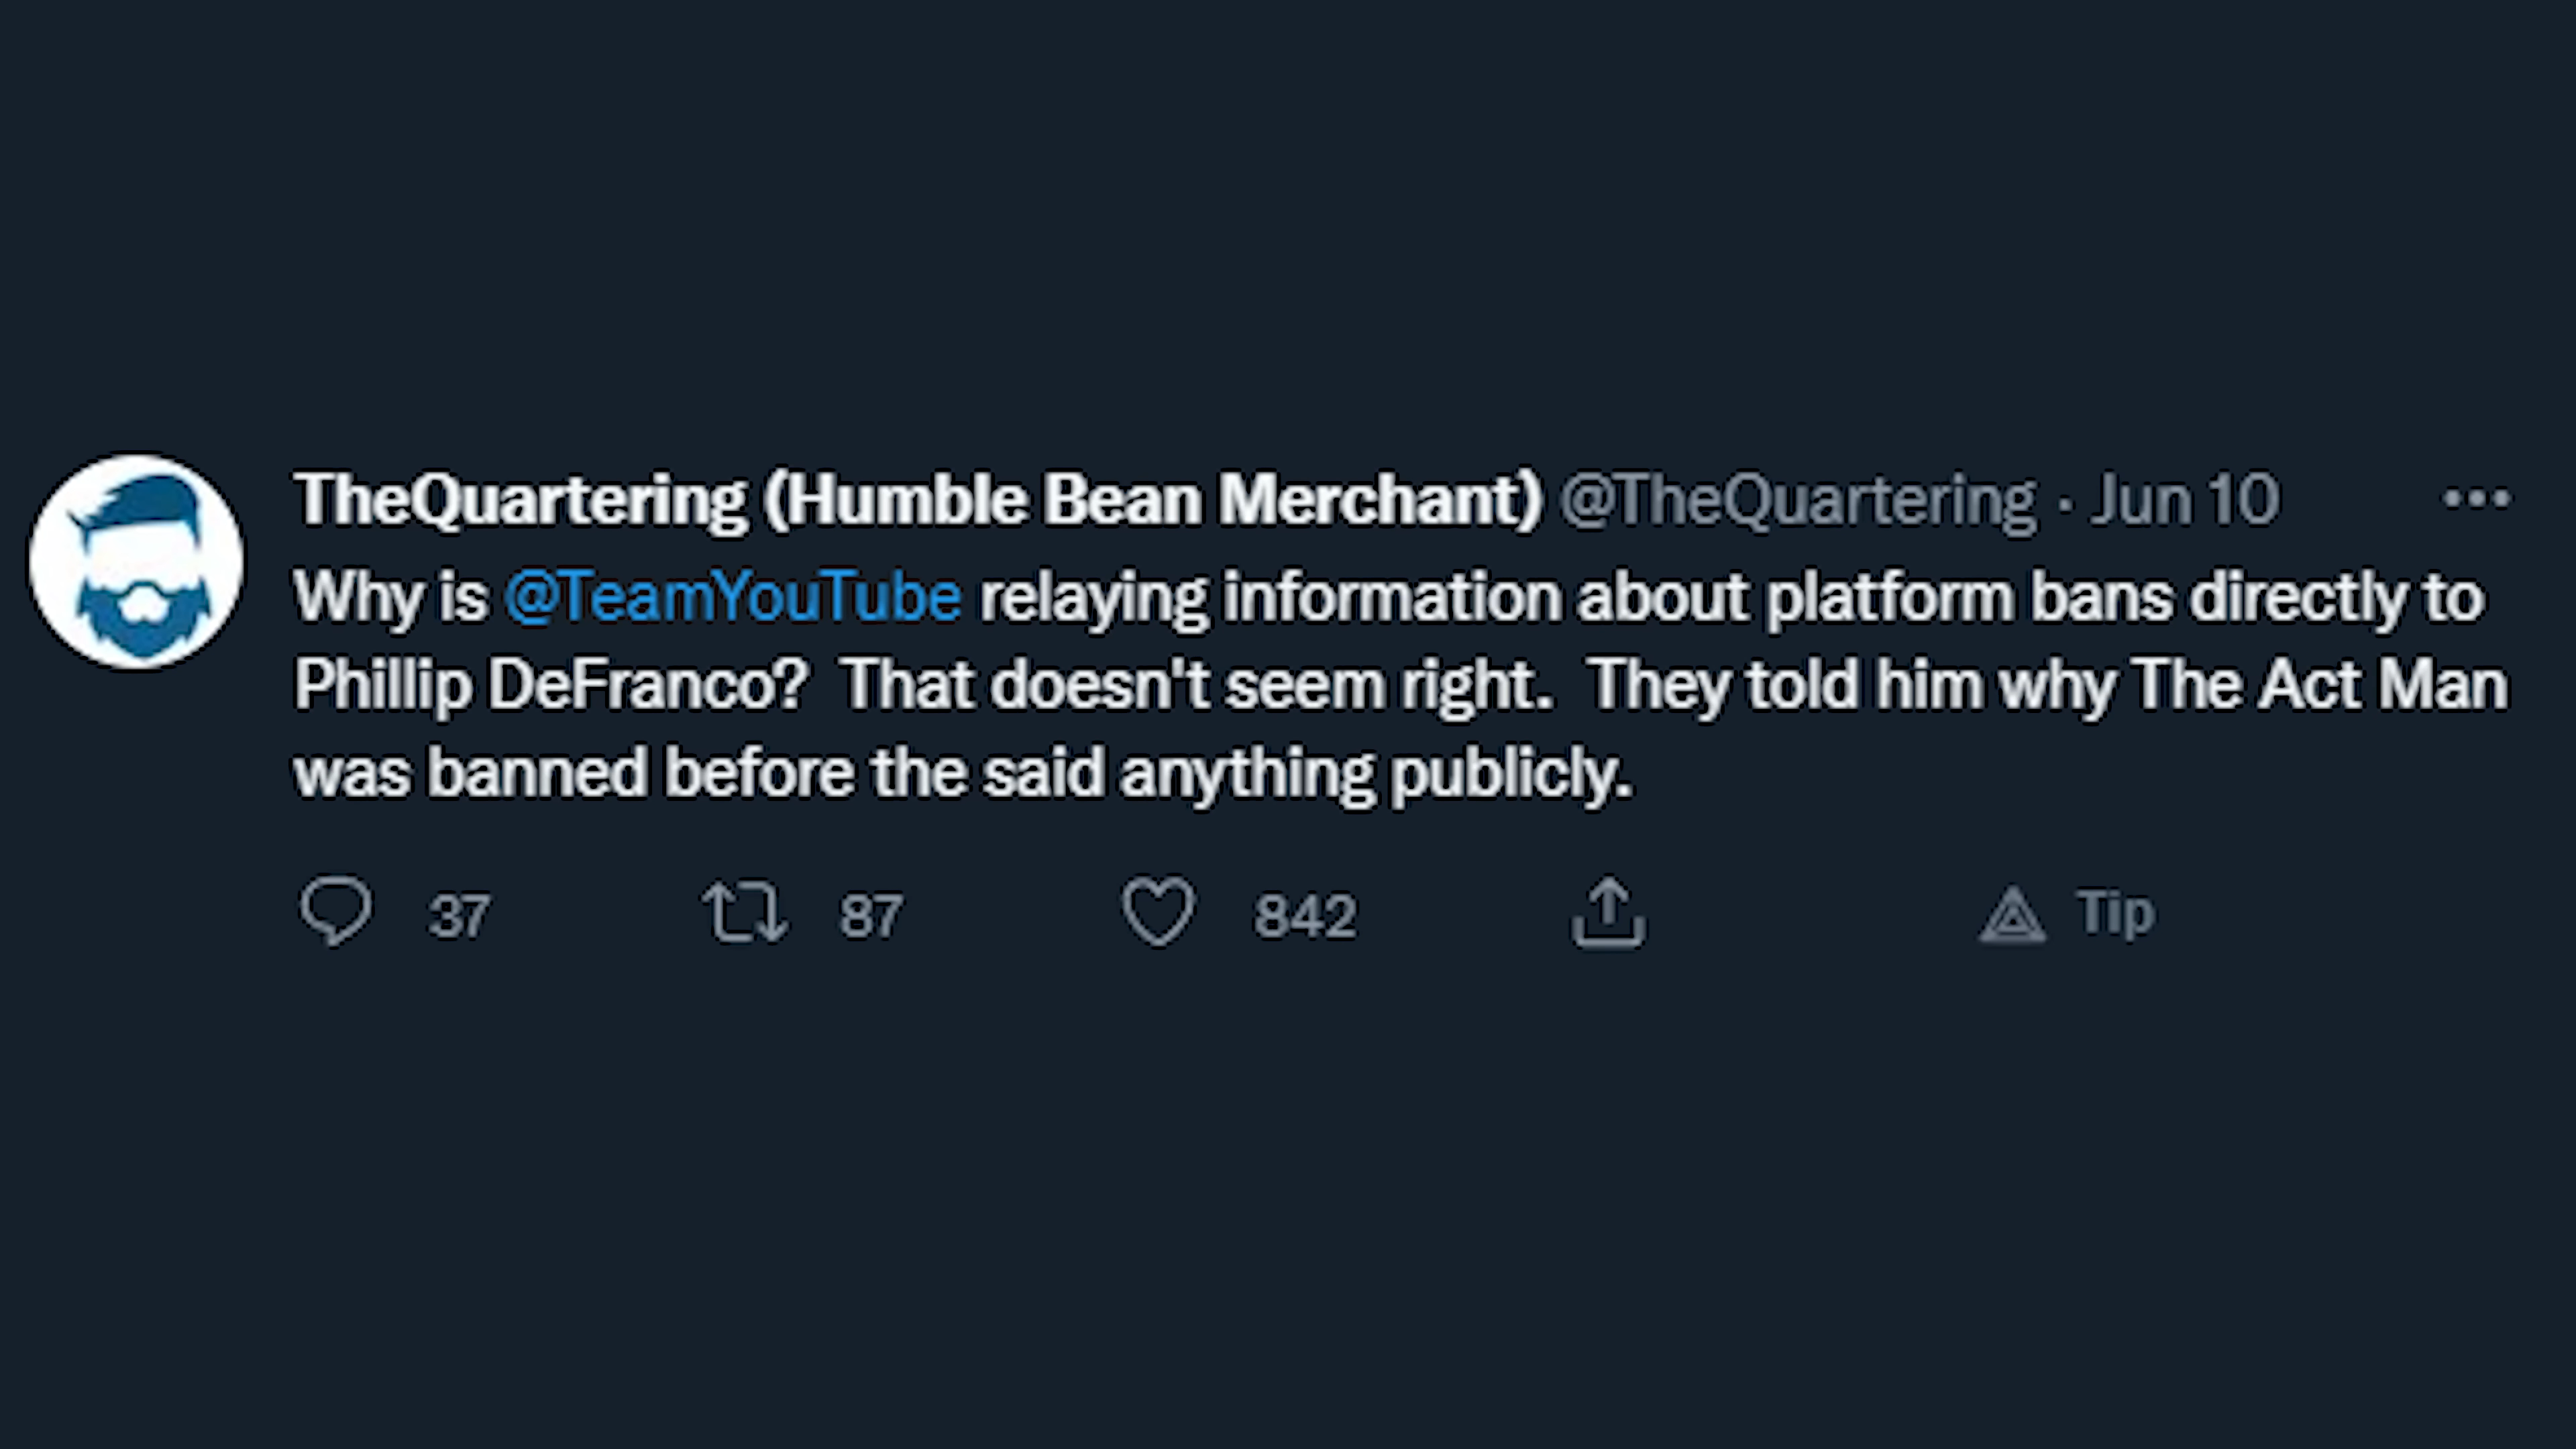 TheQuartering (Humble Bean Merchant) @TheQuartering · Jun 10
Why is @TeamYouTube relaying information about platform bans directly to
Phillip DeFranco?  That doesn't seem right.  They told him why The Act Man
was banned before the said anything publicly.
37 87 842 Tip